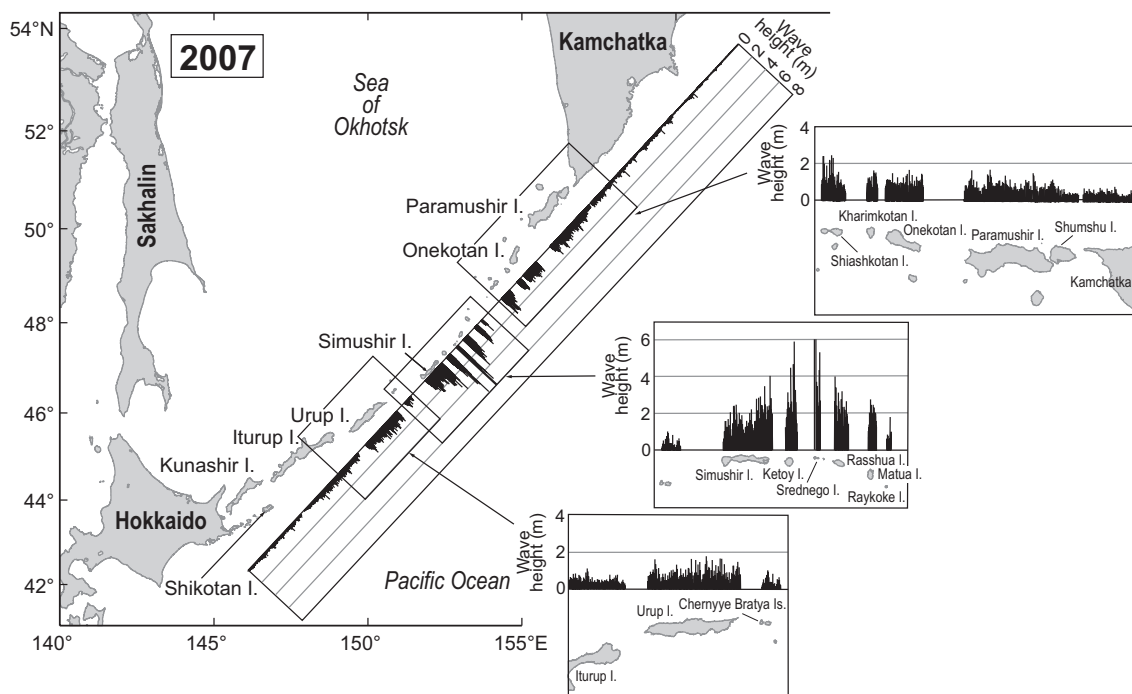 54°N
52°
50°
48°
46°
44°
42°
140°
145°
150°
155°E
2007
Sea
of
Okhotsk
Kamchatka
Sakhalin
Wave
height (m)
0
2
4
6
8
Paramushir I.
Onekotan I.
Simushir I.
Urup I.
Iturup I.
Kunashir I.
Hokkaido
Shikotan I.
Pacific Ocean
Wave
height (m)
4
2
0
Kharimkotan I.
Onekotan I.
Shiashkotan I.
Paramushir I.
Shumshu I.
Kamchatka
Wave
height (m)
6
4
2
0
Simushir I.
Ketoy I.
Srednego I.
Rasshua I.
Matua I.
Raykoke I.
Wave
height (m)
4
2
0
Urup I.
Chernyye Bratya Is.
Iturup I.